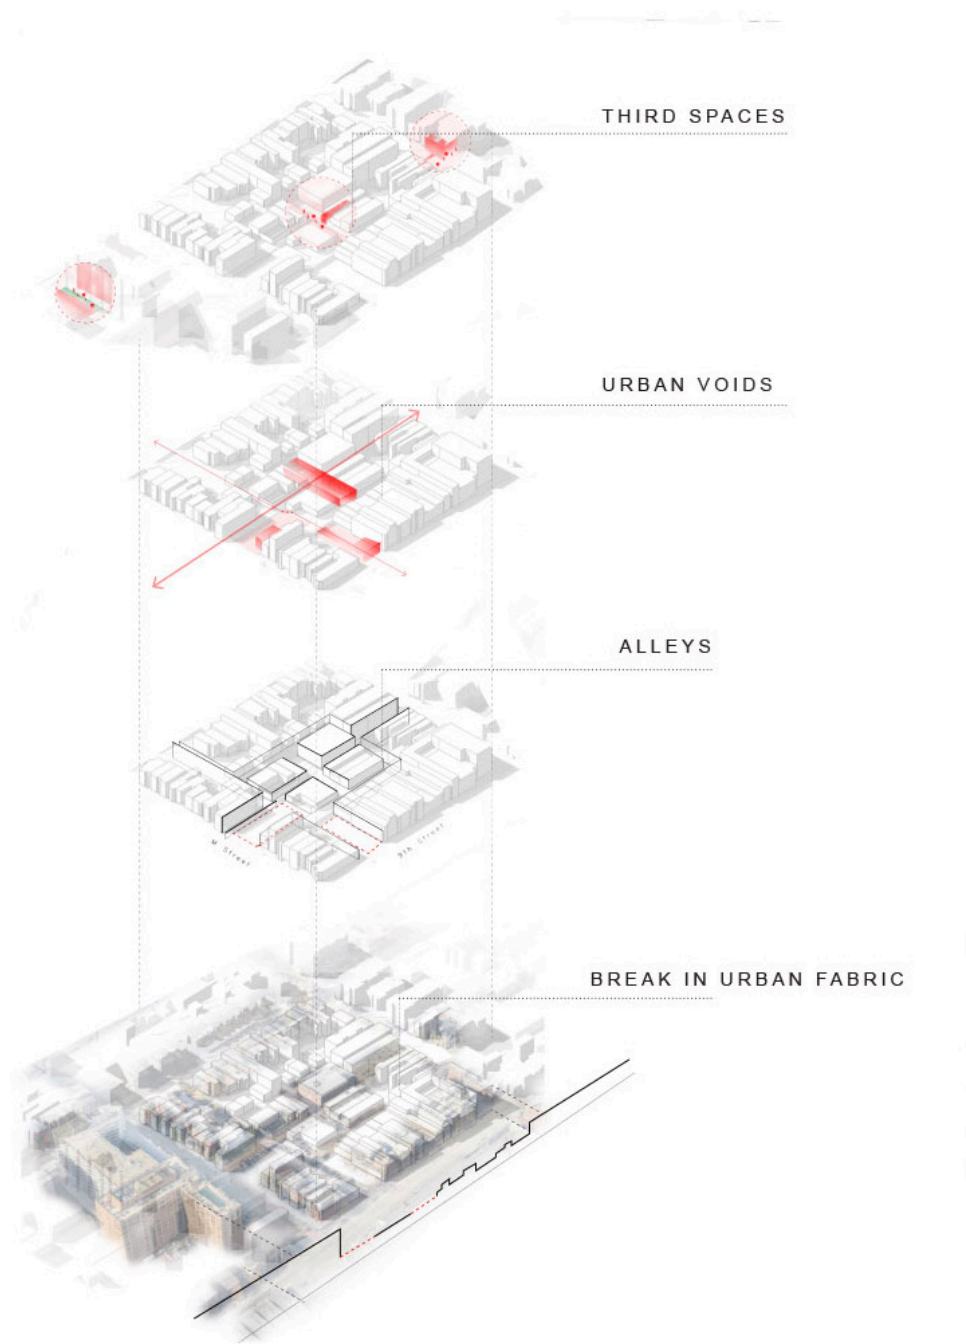 THIRD SPACES
URBAN VOIDS
ALLEYS
M Street
9th Street
BREAK IN URBAN FABRIC